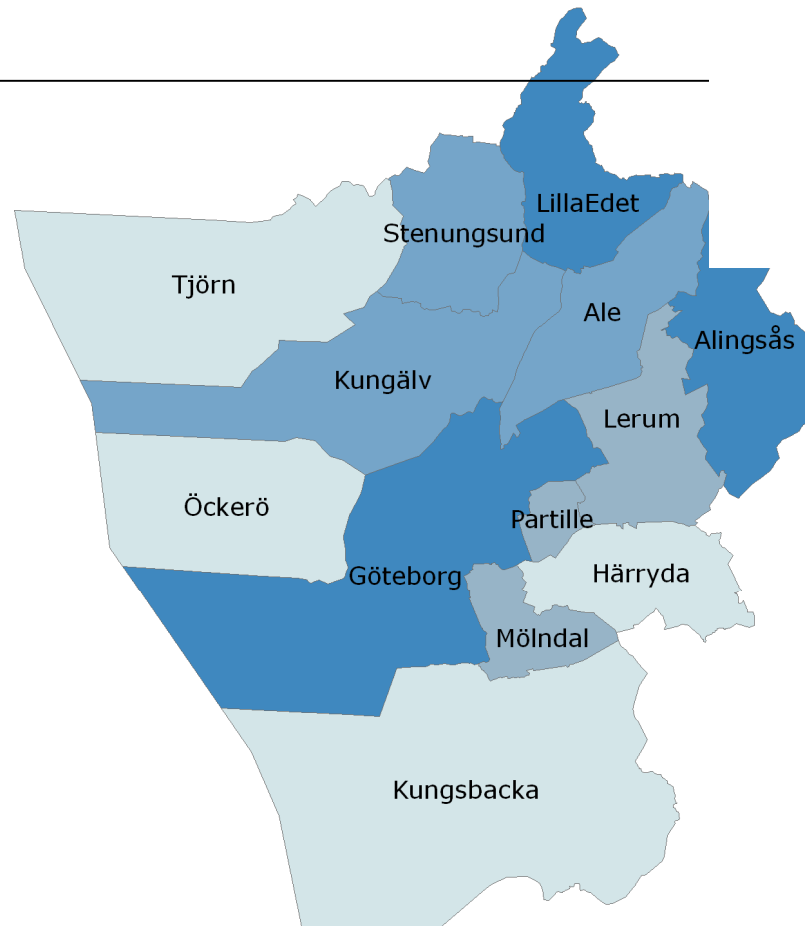 LillaEdet
Stenungsund
Tjörn
Ale
Alingsås
Kungälv
Lerum
Öckerö
Partille
Göteborg
Härryda
Mölndal
Kungsbacka